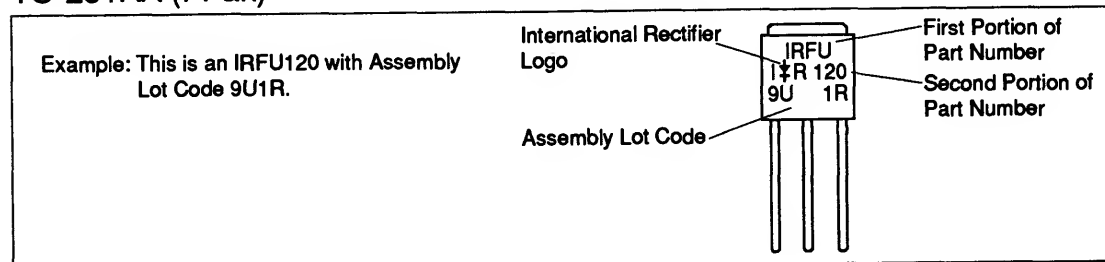 Example: This is an IRFU120 with Assembly
Lot Code 9U1R.
International Rectifier
Logo
Assembly Lot Code
IRFU
I R 120
9U 1R
First Portion of
Part Number
Second Portion of
Part Number